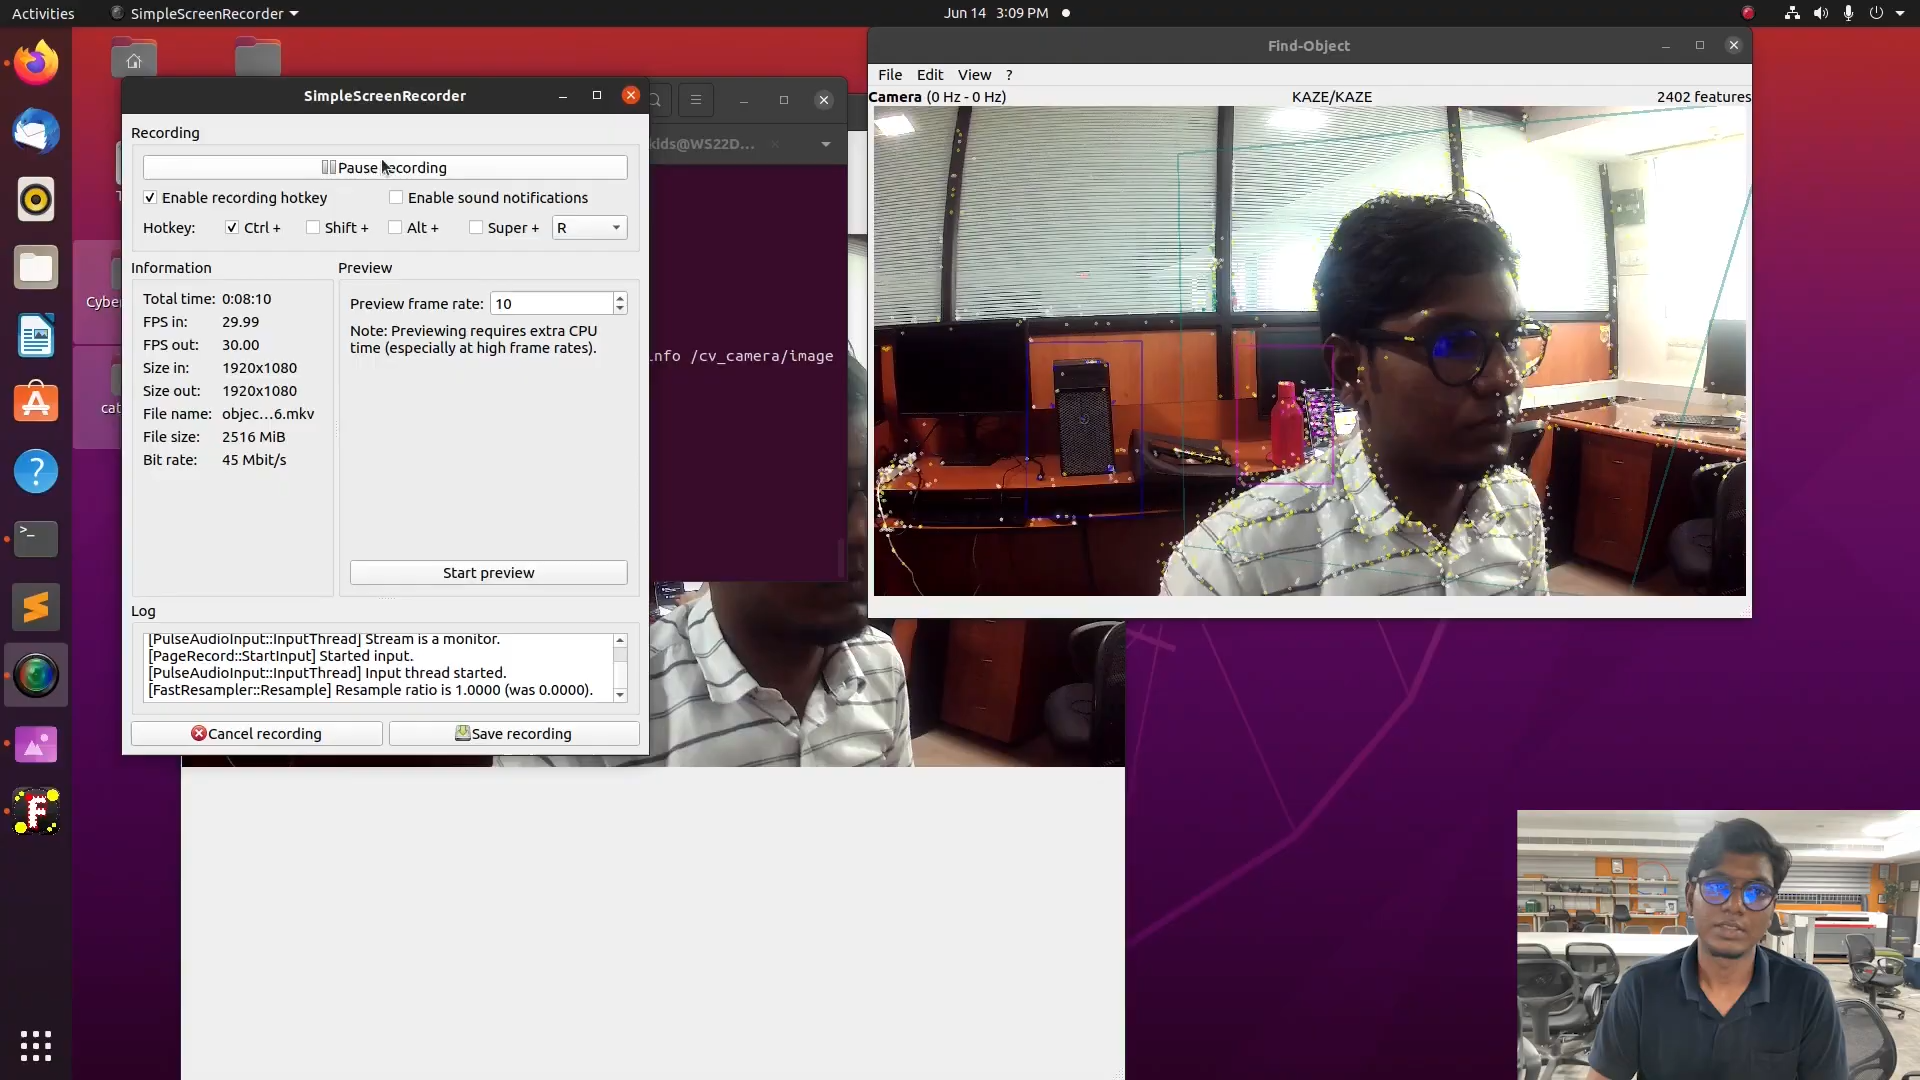 Activities
SimpleScreenRecorder
Jun 14 3:09 PM
SimpleScreenRecorder
Recording
Pause recording
Enable recording hotkey
Enable sound notifications
Hotkey: Ctrl + Shift + Alt + Super + R
Information
Total time: 0:08:10
FPS in: 29.99
FPS out: 30.00
Size in: 1920x1080
Size out: 1920x1080
File name: objec...6.mkv
File size: 2516 MiB
Bit rate: 45 Mbit/s
Preview
Preview frame rate: 10
Note: Previewing requires extra CPU
time (especially at high frame rates).
Start preview
Log
[PulseAudioInput::InputThread] Stream is a monitor.
[PageRecord::StartInput] Started input.
[PulseAudioInput::InputThread] Input thread started.
[FastResampler::Resample] Resample ratio is 1.0000 (was 0.0000).
Cancel recording
Save recording
kids@WS22D...
/cv_camera/image
Find-Object
File Edit View ?
Camera (0 Hz - 0 Hz)
KAZE/KAZE
2402 features